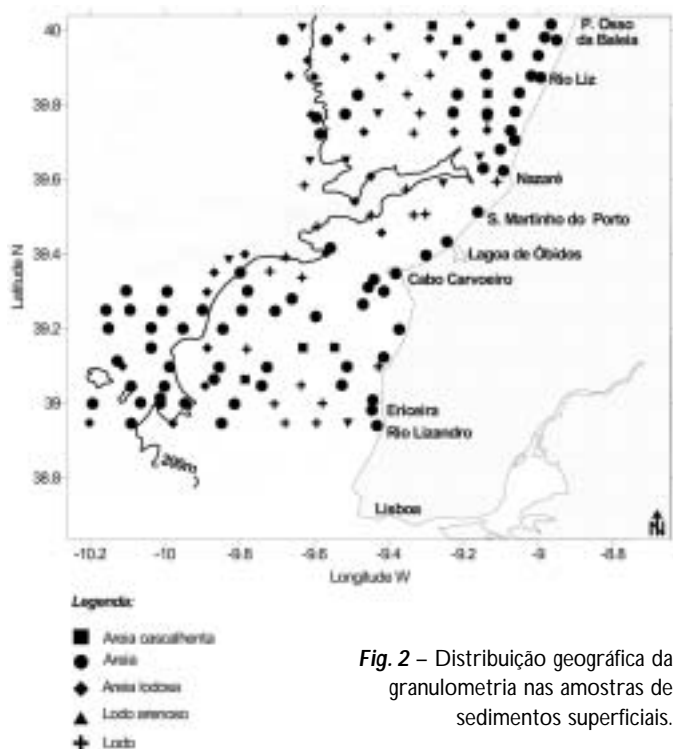 40
39.8
39.6
39.4
39.2
39
38.8
Latitude N
P. Osso
da Baleia
Rio Liz
Nazaré
S. Martinho do Porto
Lagoa de Óbidos
Cabo Carvoeiro
Ericeira
Rio Lizandro
Lisboa
200m
N
-10.2 -10 -9.8 -9.6 -9.4 -9.2 -9 -8.8
Longitude W
Legenda:
Areia cascalhenta
Areia
Areia lodosa
Lodo arenoso
Lodo
Fig. 2 – Distribuição geográfica da
granulometria nas amostras de
sedimentos superficiais.